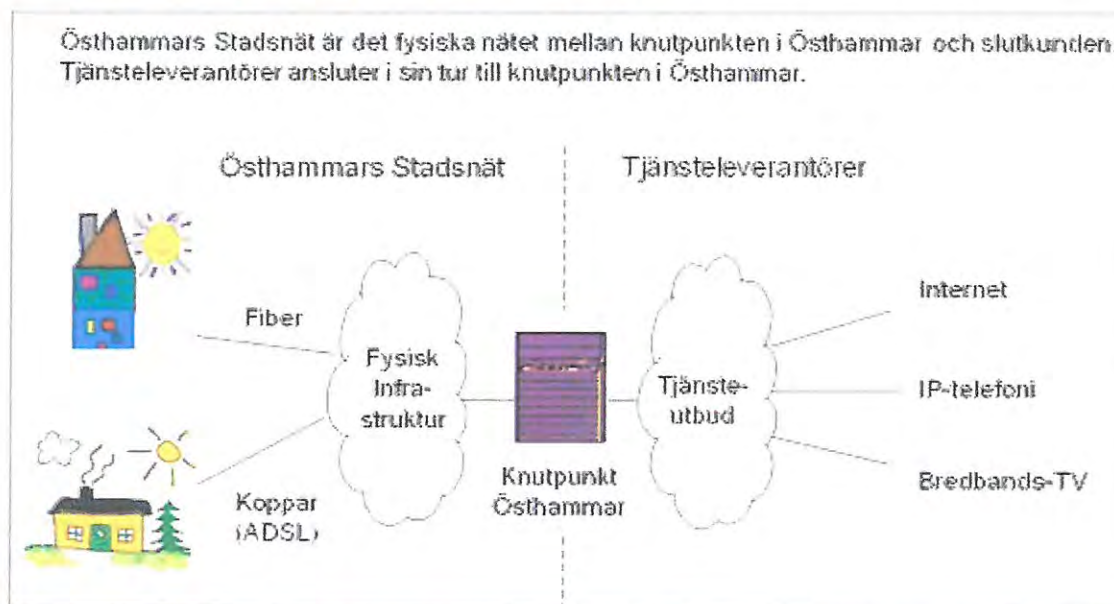 Östhammars Stadsnät är det fysiska nätet mellan knutpunkten i Östhammar och slutkunden
Tjänsteleverantörer ansluter i sin tur till knutpunkten i Östhammar.
Östhammars Stadsnät
Tjänsteleverantörer
Fiber
Fysisk
Infra-
struktur
Koppar
(ADSL)
Knutpunkt
Östhammar
Tjänste-
utbud
Internet
IP-telefoni
Bredbands-TV